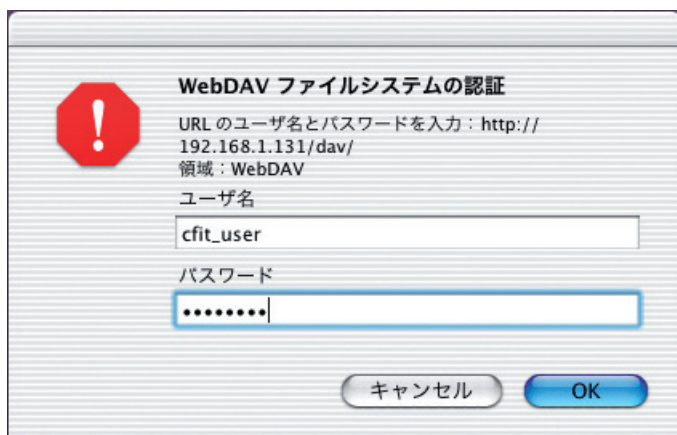 WebDAV ファイルシステムの認証
URL のユーザ名とパスワードを入力：http://
192.168.1.131/dav/
領域：WebDAV
ユーザ名
cfit_user
パスワード
••••••••
キャンセル
OK